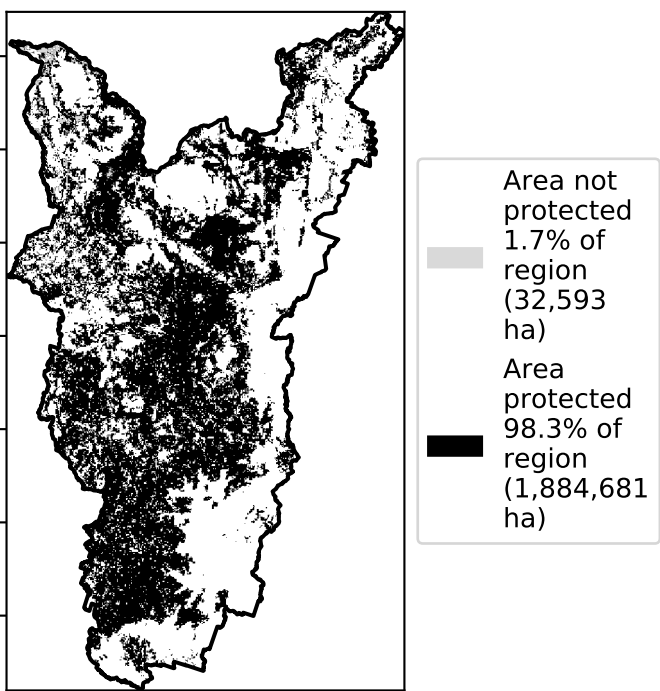 Area not
protected
1.7% of
region
(32,593
ha)
Area
protected
98.3% of
region
(1,884,681
ha)